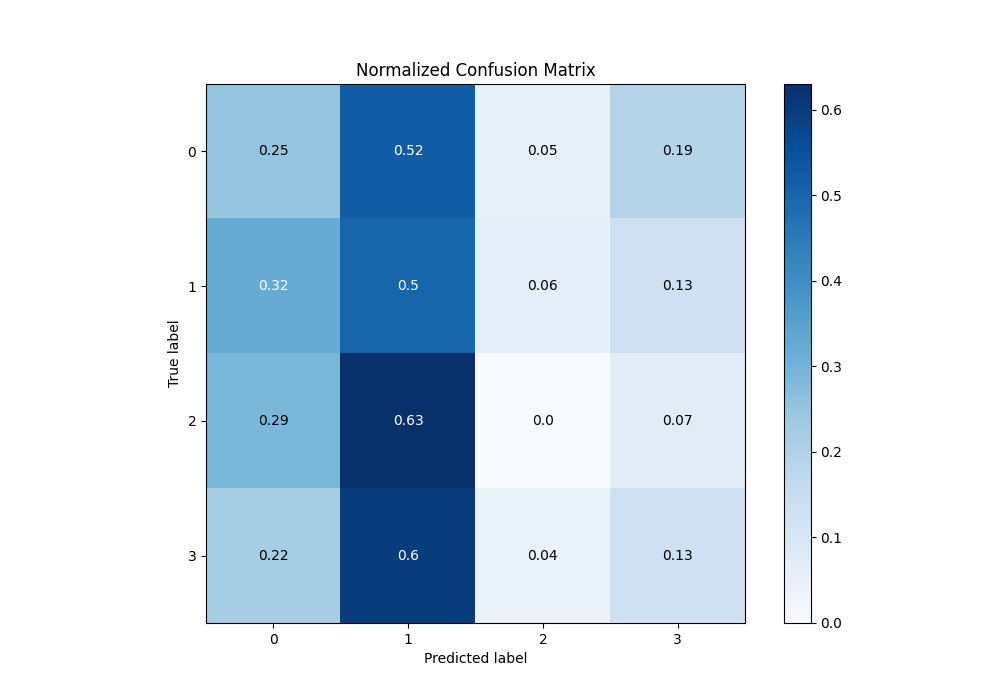 Normalized Confusion Matrix
True label
0 0.25 0.52 0.05 0.19
1 0.32 0.5 0.06 0.13
2 0.29 0.63 0.0 0.07
3 0.22 0.6 0.04 0.13
0 1 2 3
Predicted label
0.6
0.5
0.4
0.3
0.2
0.1
0.0